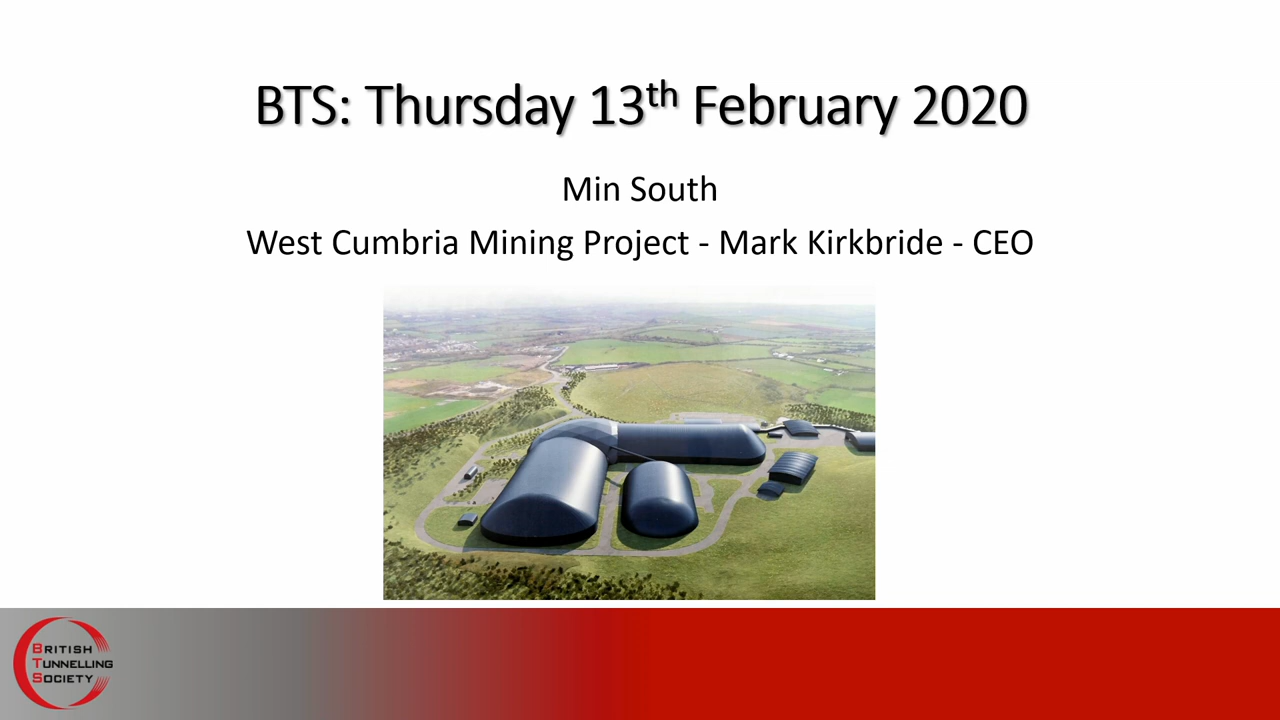 BTS: Thursday 13th February 2020
Min South
West Cumbria Mining Project - Mark Kirkbride - CEO
BRITISH
TUNNELLING
SOCIETY